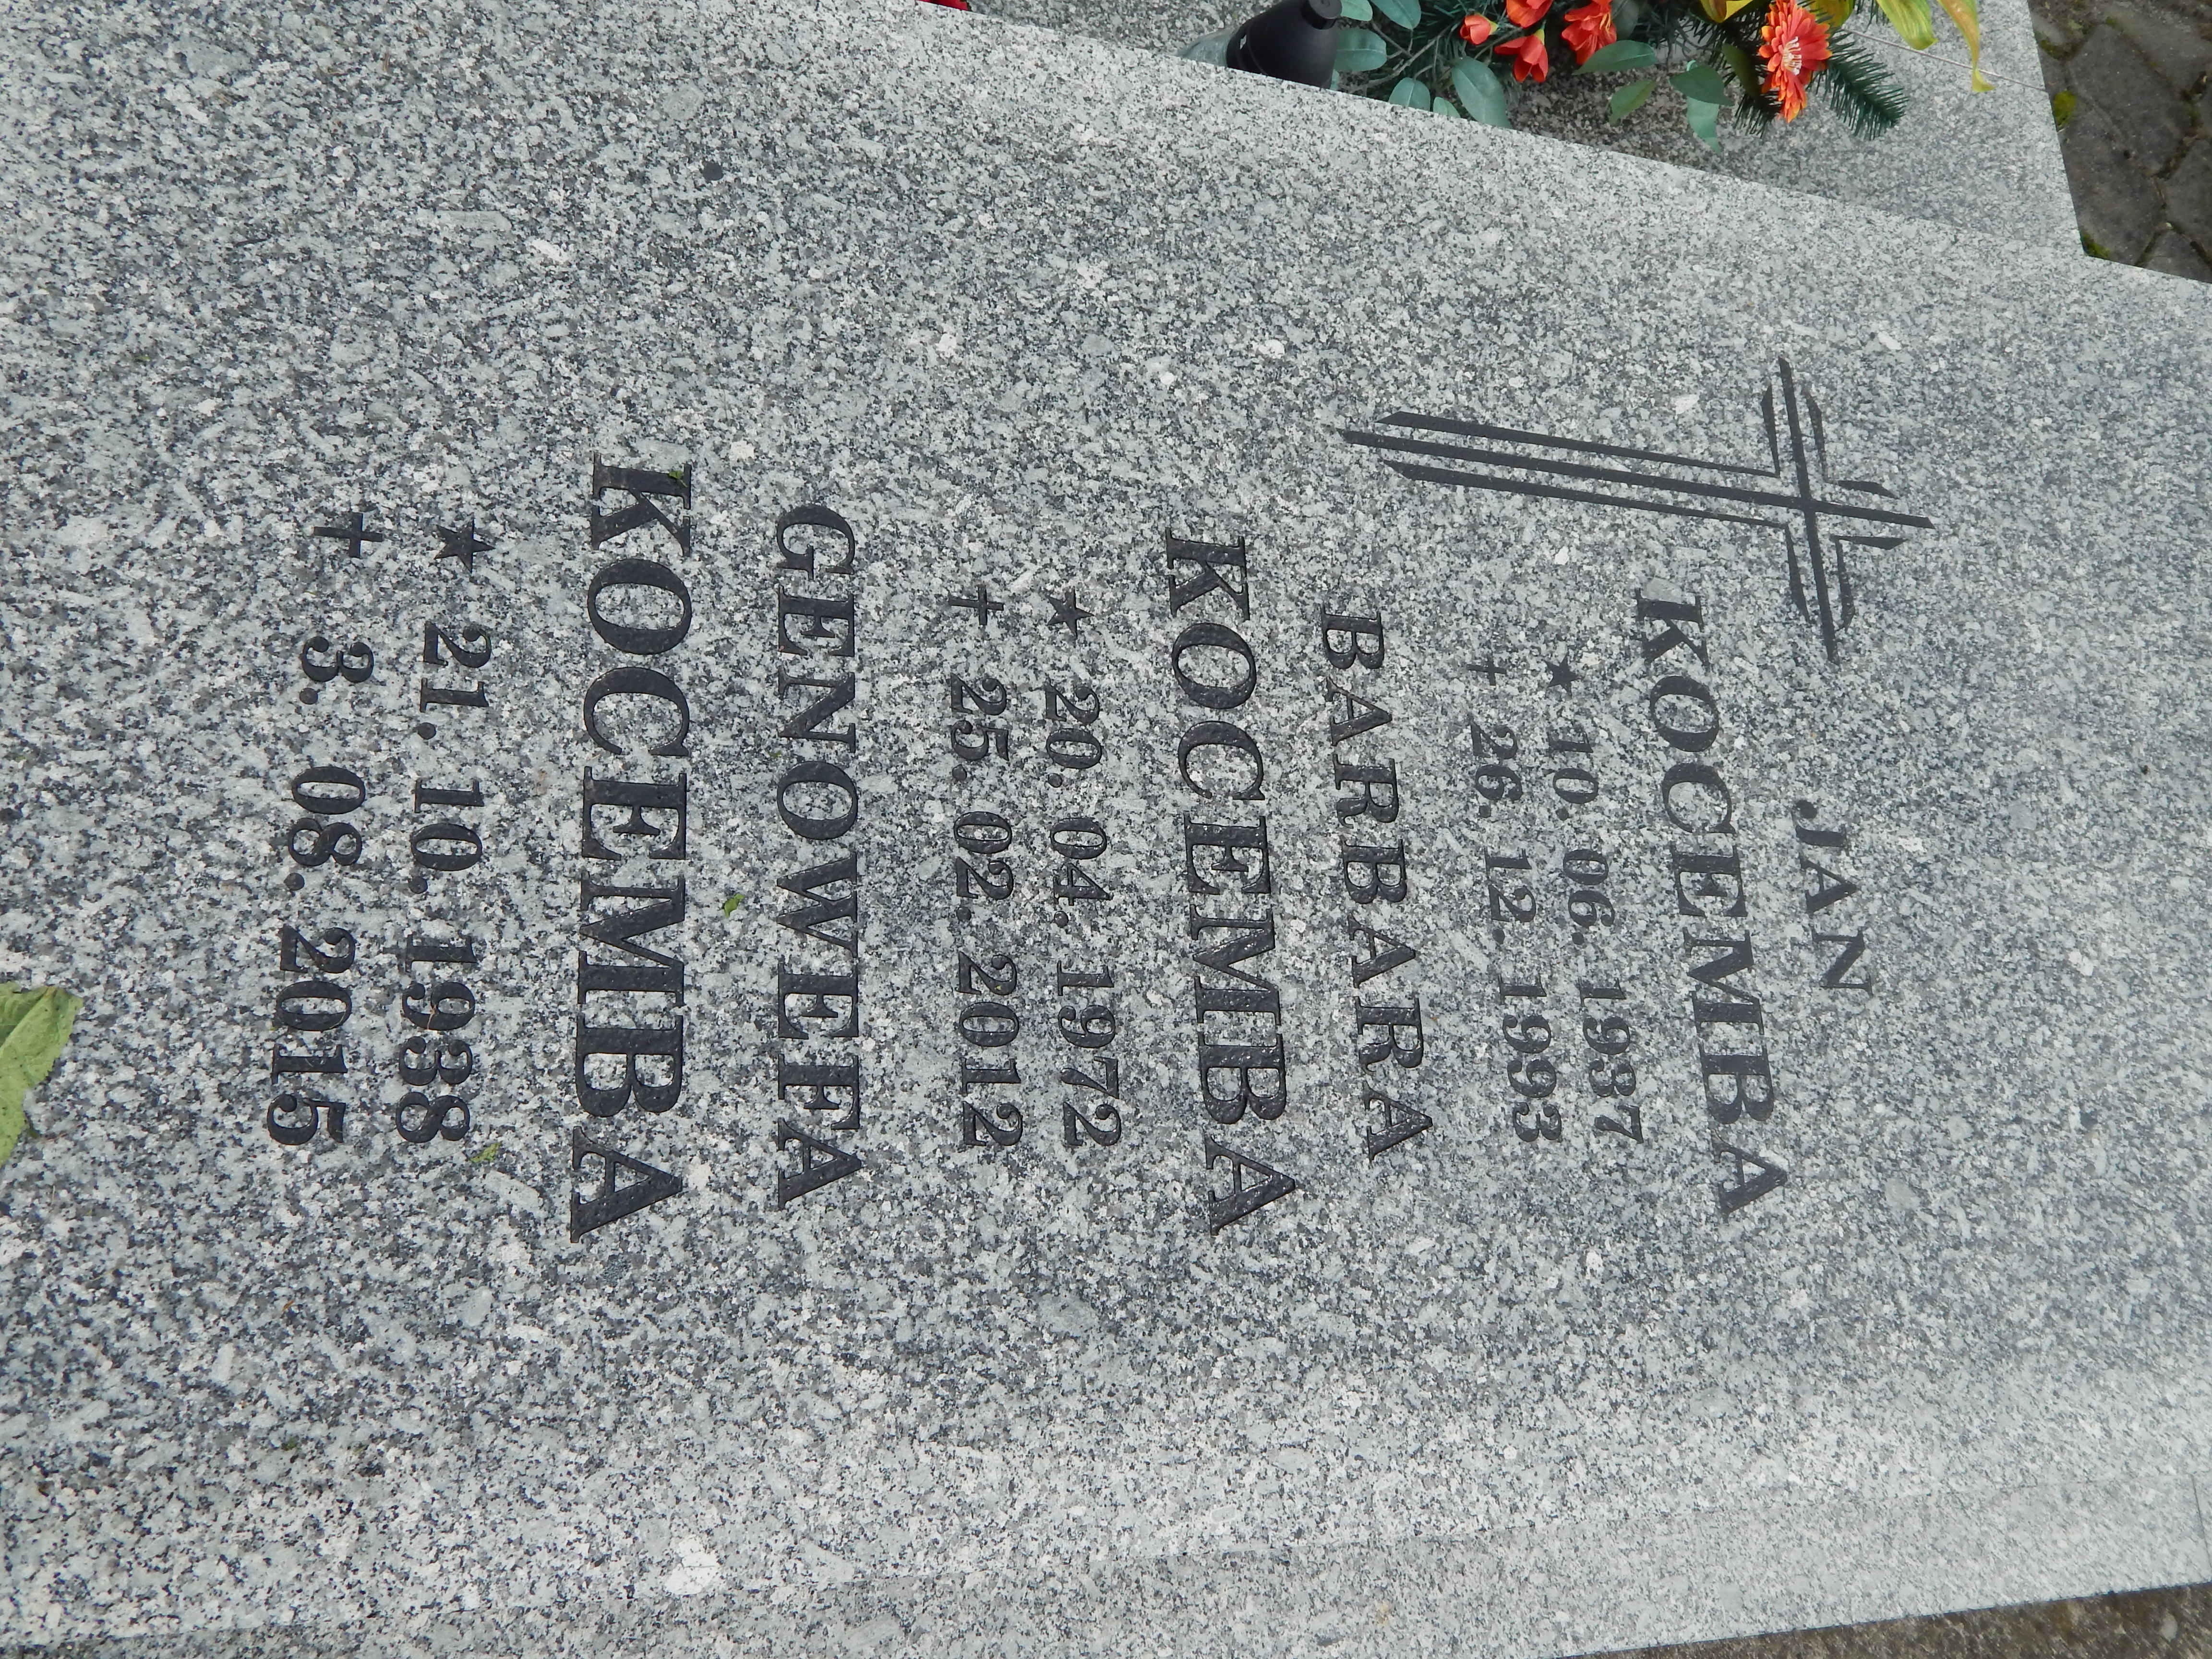 JAN
KOCEMBA
★ 10. 06. 1937
† 26. 12. 1993
BARBARA
KOCEMBA
★ 20. 04. 1972
† 25. 02. 2012
GENOWEFA
KOCEMBA
★ 21. 10. 1938
† 3. 08. 2015